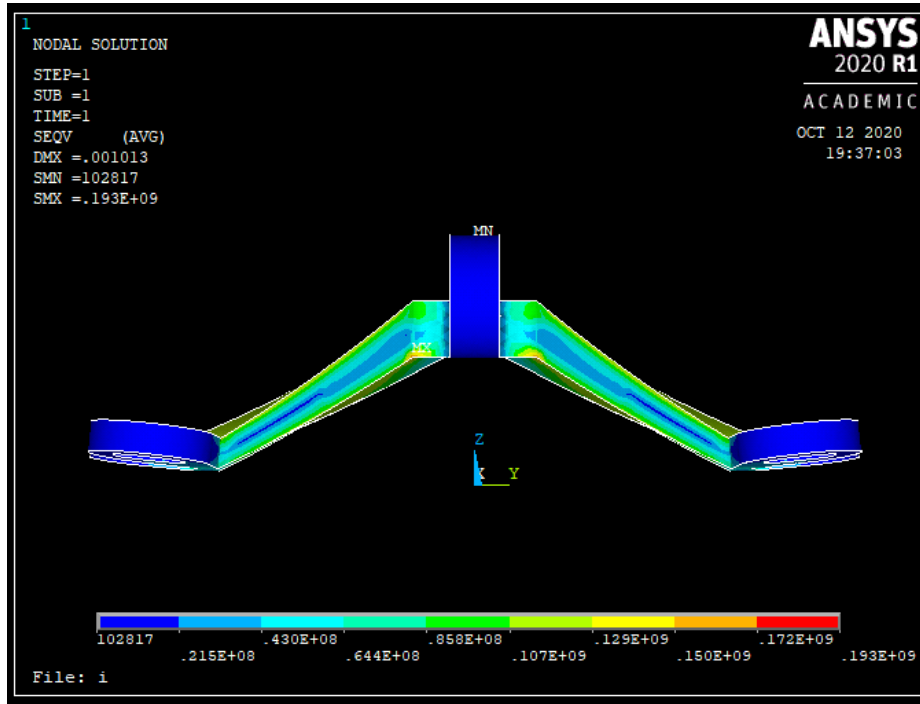 1
NODAL SOLUTION
STEP=1
SUB =1
TIME=1
SEQV (AVG)
DMX =.001013
SMN =102817
SMX =.193E+09
ANSYS
2020 R1
ACADEMIC
OCT 12 2020
19:37:03
MN
MX
Z
X Y
102817 .430E+08 .858E+08 .129E+09 .172E+09
.215E+08 .644E+08 .107E+09 .150E+09 .193E+09
File: i